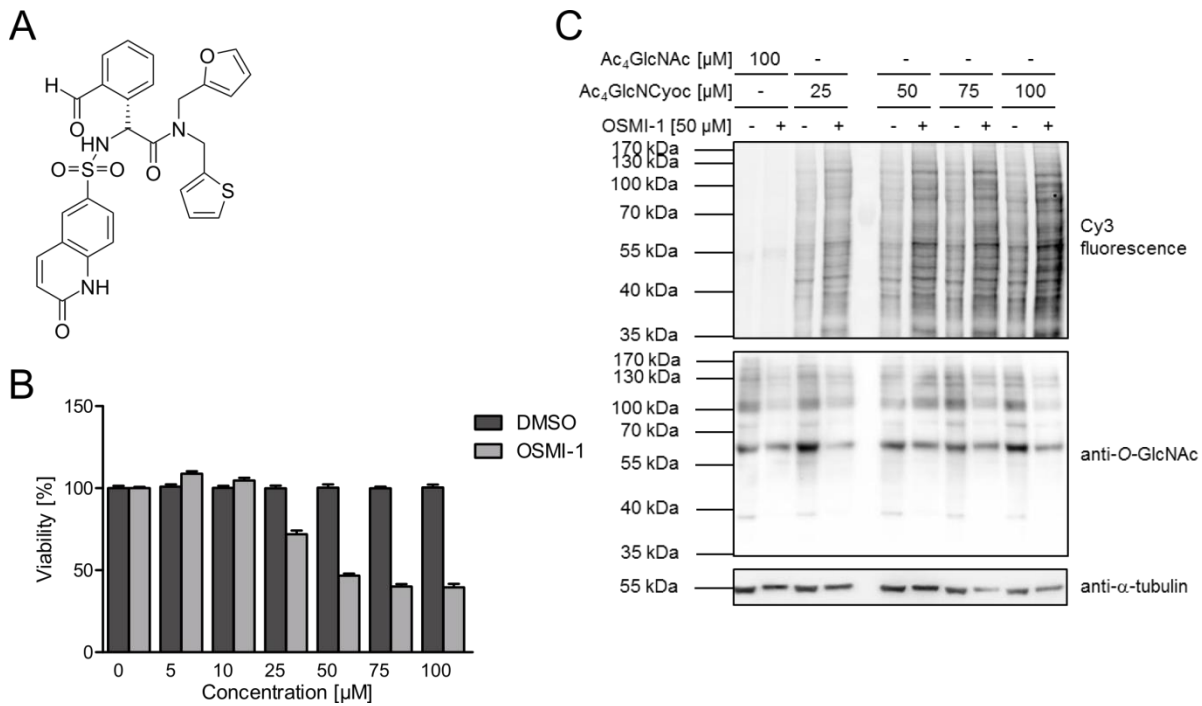 A
O
H
O
N
HN
O
O S O
S
NH
O
B
150
100
50
0
Viability [%]
DMSO
OSMI-1
0 5 10 25 50 75 100
Concentration [µM]
C
Ac₄GlcNAc [µM] 100 - - - -
Ac₄GlcNCyoc [µM] - 25 50 75 100
OSMI-1 [50 µM] - + - + - + - + - +
170 kDa
130 kDa
100 kDa
70 kDa
55 kDa
40 kDa
35 kDa
Cy3
fluorescence
170 kDa
130 kDa
100 kDa
70 kDa
55 kDa
40 kDa
35 kDa
anti-O-GlcNAc
55 kDa
anti-α-tubulin